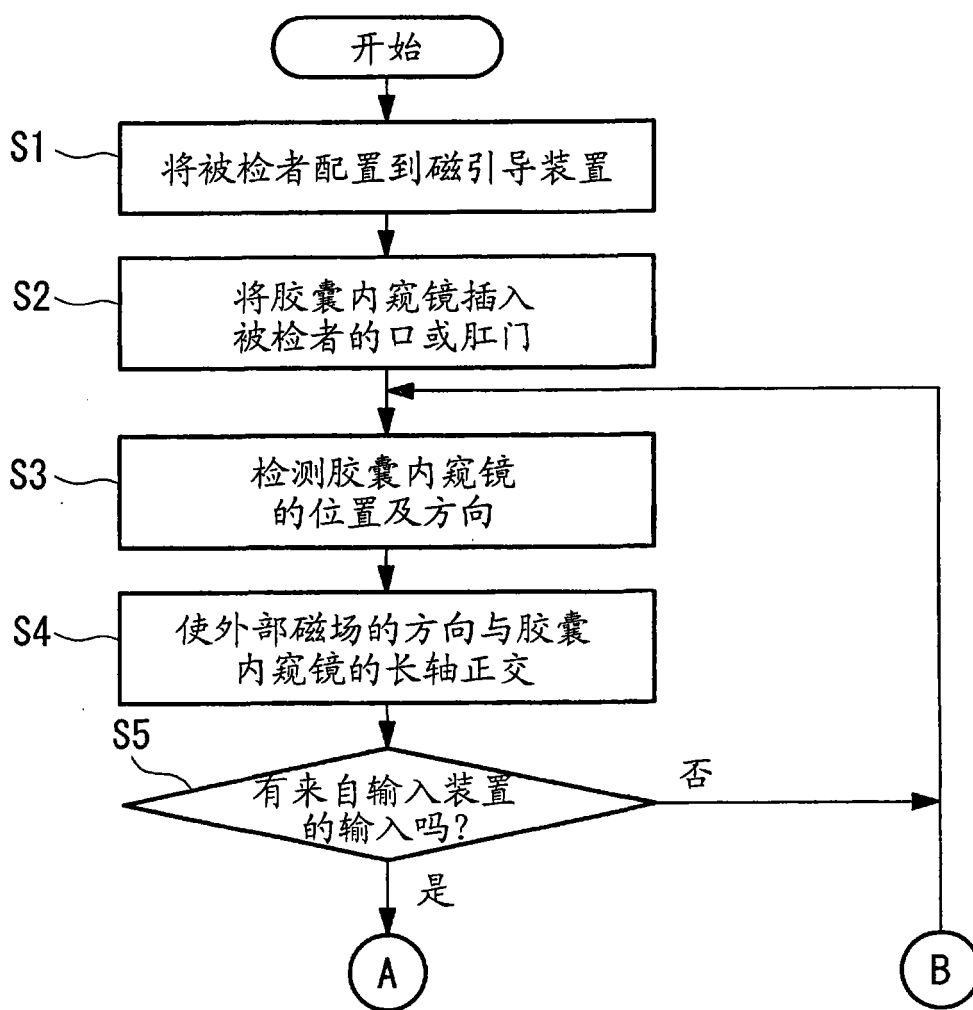 开始
S1
将被检者配置到磁引导装置
S2
将胶囊内窥镜插入
被检者的口或肛门
S3
检测胶囊内窥镜
的位置及方向
S4
使外部磁场的方向与胶囊
内窥镜的长轴正交
S5
有来自输入装置
的输入吗?
否
是
A
B